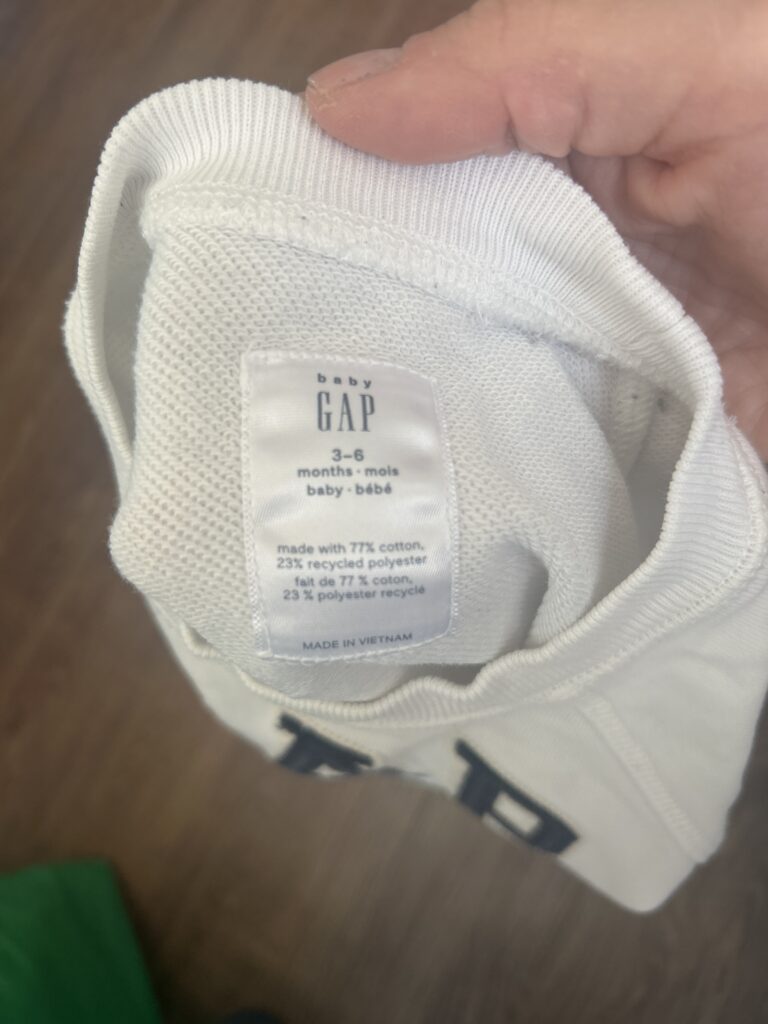 baby
GAP
3–6
months · mois
baby · bébé
made with 77% cotton,
23% recycled polyester
fait de 77 % coton,
23 % polyester recyclé
MADE IN VIETNAM